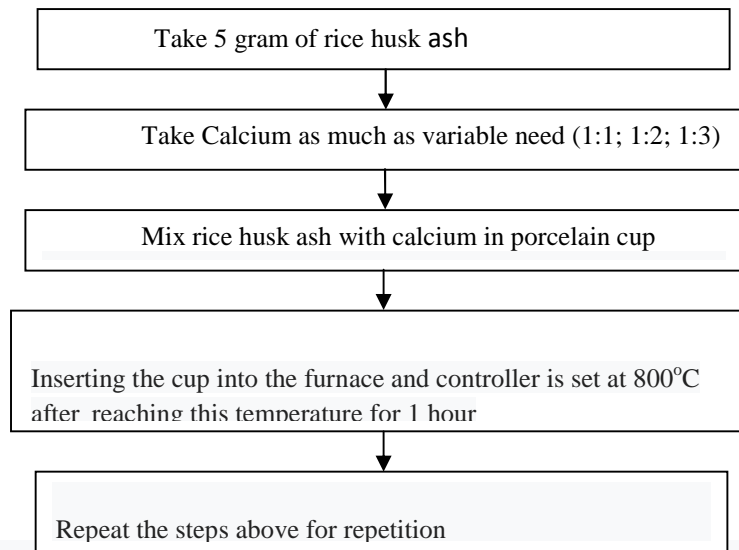 Take 5 gram of rice husk ash
Take Calcium as much as variable need (1:1; 1:2; 1:3)
Mix rice husk ash with calcium in porcelain cup
Inserting the cup into the furnace and controller is set at 800°C
after reaching this temperature for 1 hour
Repeat the steps above for repetition